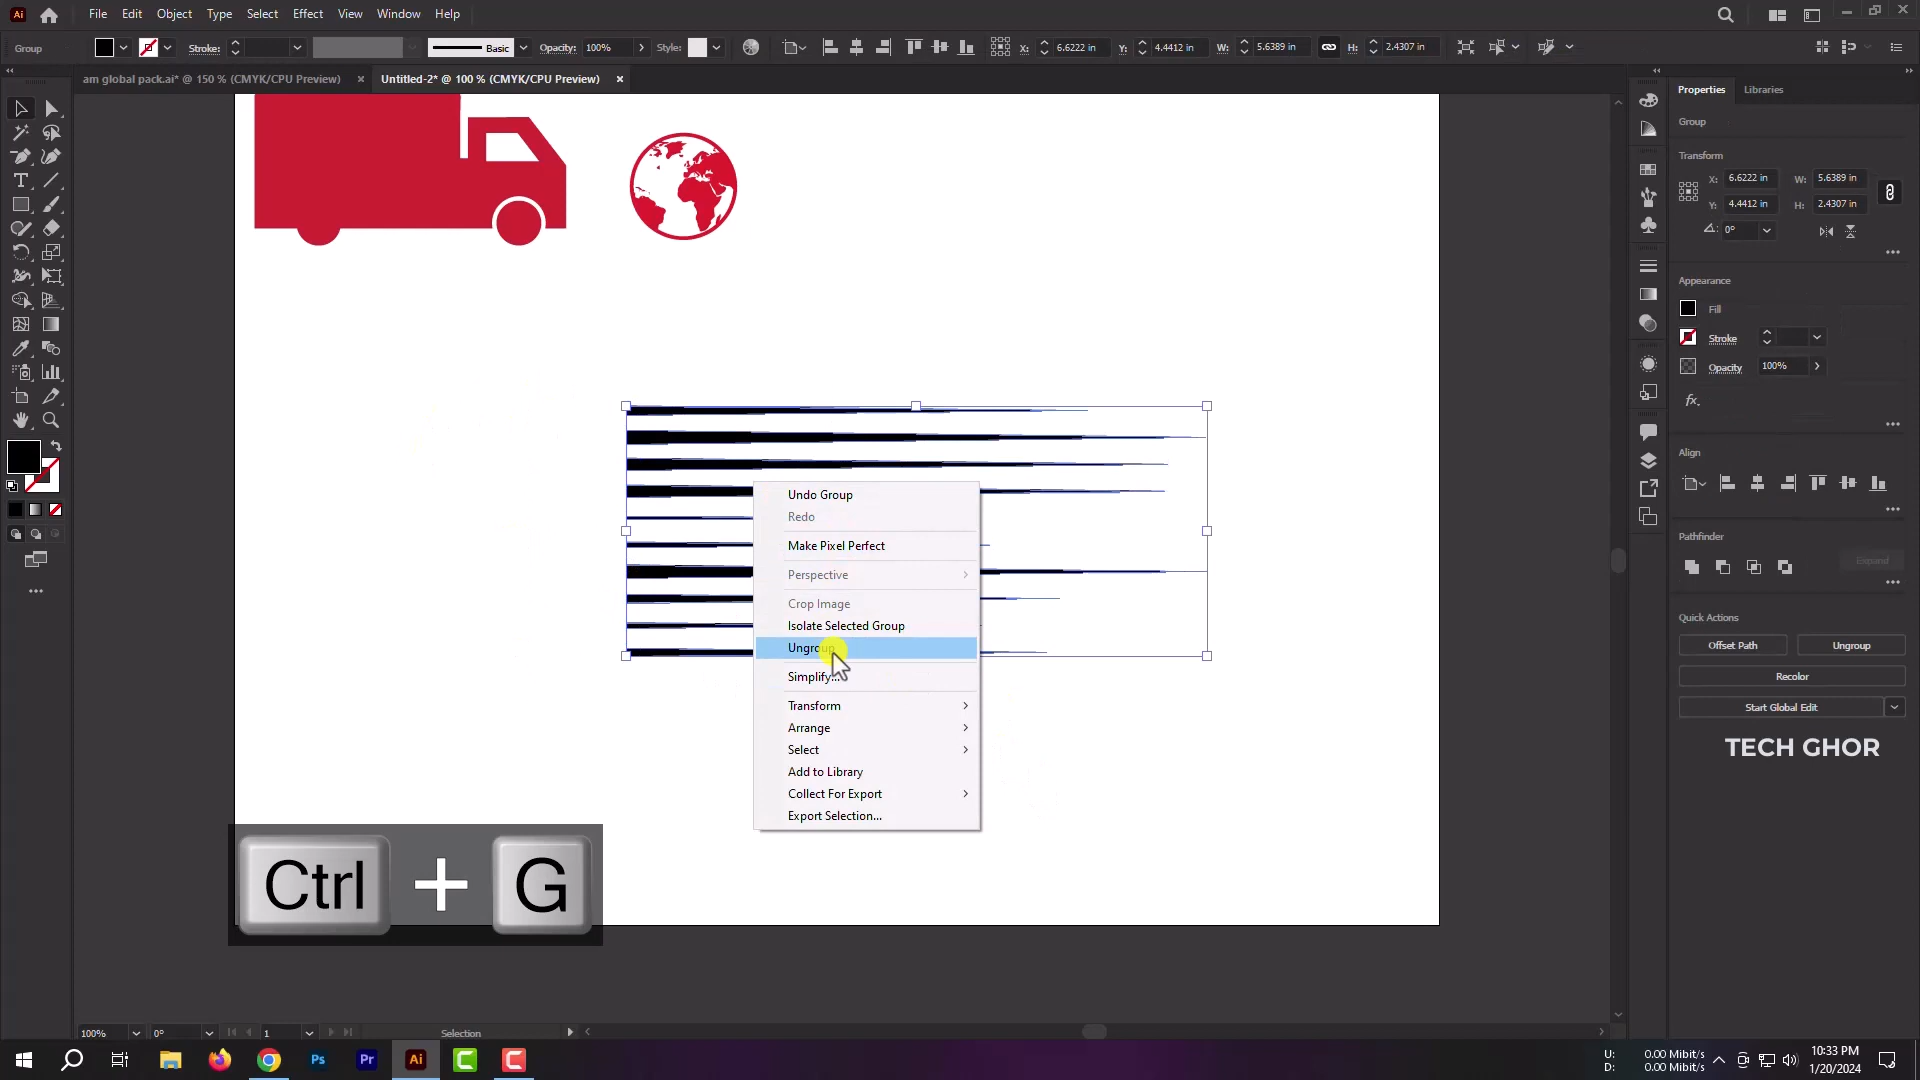 Ai File Edit Object Type Select Effect View Window Help
Group Stroke: Basic Opacity: 100% Style: X: 6.6222 in Y: 4.4412 in W: 5.6389 in H: 2.4307 in
am global pack.ai* @ 150 % (CMYK/CPU Preview) × Untitled-2* @ 100 % (CMYK/CPU Preview) ×
Properties Libraries
Group
Transform
X: 6.6222 in W: 5.6389 in
Y: 4.4412 in H: 2.4307 in
0°
Appearance
Fill
Stroke
Opacity 100%
fx.
Align
Pathfinder
Expand
Quick Actions
Offset Path Ungroup
Recolor
Start Global Edit
TECH GHOR
Undo Group
Redo
Make Pixel Perfect
Perspective
Crop Image
Isolate Selected Group
Ungroup
Simplify...
Transform
Arrange
Select
Add to Library
Collect For Export
Export Selection...
Ctrl + G
100% 0° 1 Selection
Ps Pr Ai C C
U: 0.00 Mibit/s
D: 0.00 Mibit/s
10:33 PM
1/20/2024